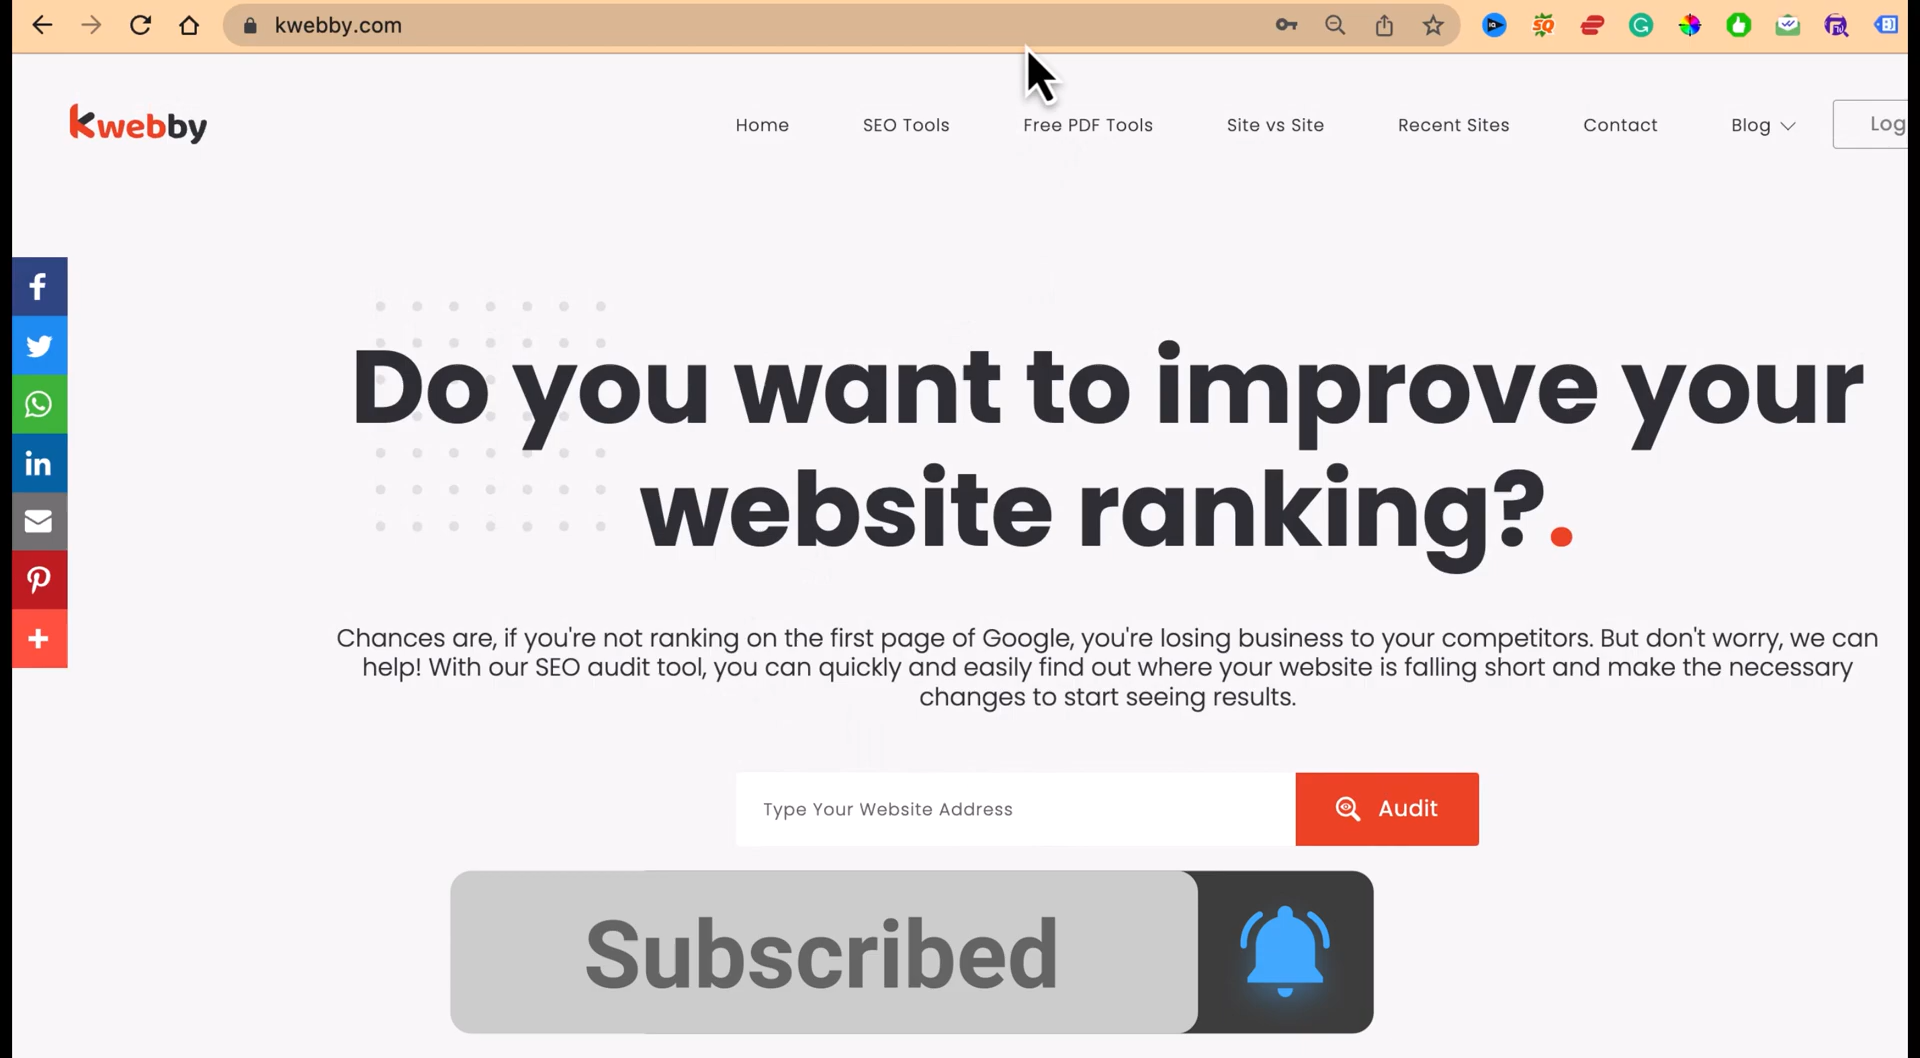 kwebby.com
kwebby
Home SEO Tools Free PDF Tools Site vs Site Recent Sites Contact Blog Log
Do you want to improve your
website ranking?.
Chances are, if you're not ranking on the first page of Google, you're losing business to your competitors. But don't worry, we can
help! With our SEO audit tool, you can quickly and easily find out where your website is falling short and make the necessary
changes to start seeing results.
Type Your Website Address Audit
Subscribed